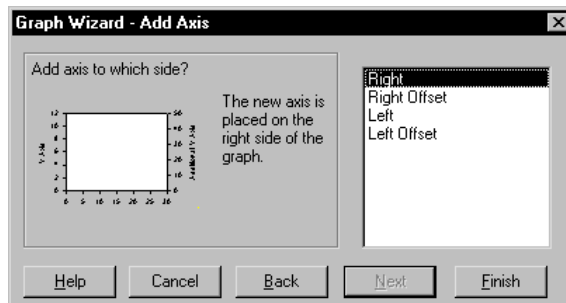 Graph Wizard - Add Axis
Add axis to which side?
The new axis is
placed on the
right side of the
graph.
Right
Right Offset
Left
Left Offset
Help
Cancel
Back
Next
Finish